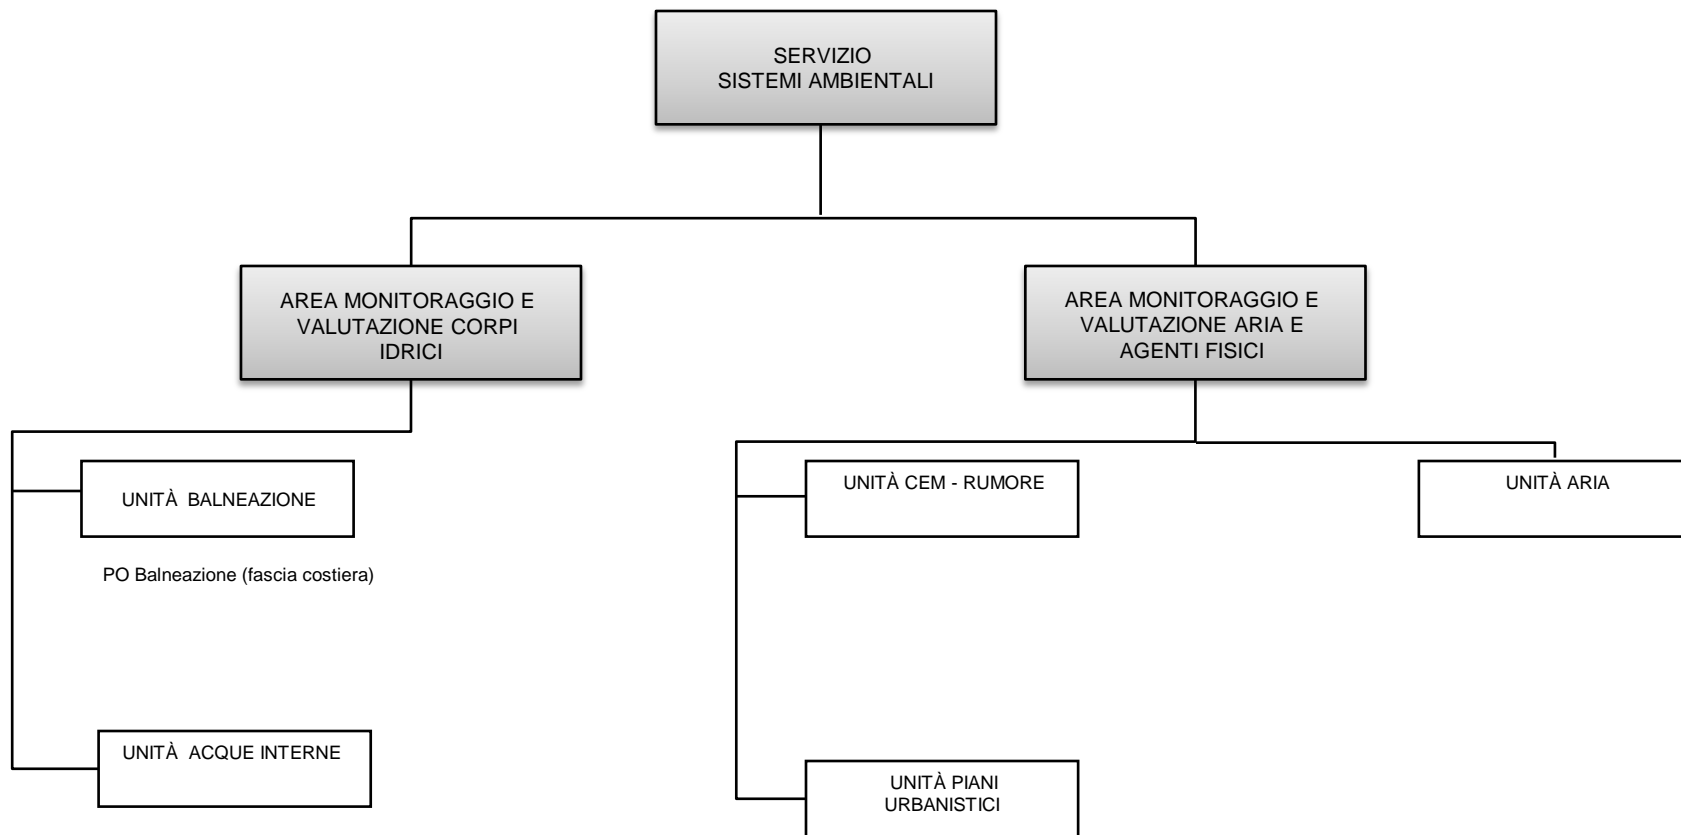 SERVIZIO
SISTEMI AMBIENTALI
AREA MONITORAGGIO E
VALUTAZIONE CORPI
IDRICI
AREA MONITORAGGIO E
VALUTAZIONE ARIA E
AGENTI FISICI
UNITÀ BALNEAZIONE
PO Balneazione (fascia costiera)
UNITÀ ACQUE INTERNE
UNITÀ CEM - RUMORE
UNITÀ PIANI
URBANISTICI
UNITÀ ARIA